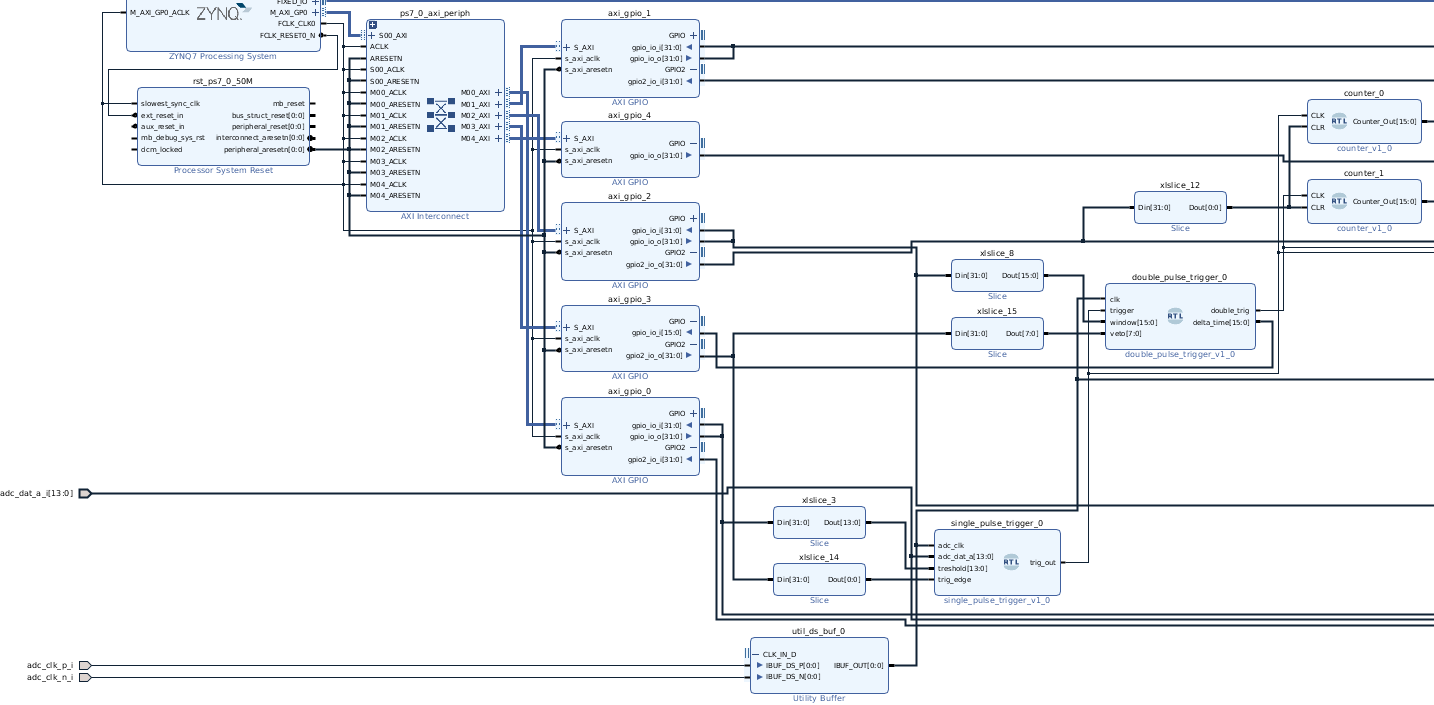 FIXED_IO
M_AXI_GP0_ACLK
ZYNQ
M_AXI_GP0
FCLK_CLK0
FCLK_RESET0_N
ZYNQ7 Processing System
rst_ps7_0_50M
slowest_sync_clk
mb_reset
ext_reset_in
bus_struct_reset[0:0]
aux_reset_in
peripheral_reset[0:0]
mb_debug_sys_rst
interconnect_aresetn[0:0]
dcm_locked
peripheral_aresetn[0:0]
Processor System Reset
ps7_0_axi_periph
S00_AXI
ACLK
ARESETN
S00_ACLK
S00_ARESETN
M00_ACLK
M00_AXI
M00_ARESETN
M01_AXI
M01_ACLK
M02_AXI
M01_ARESETN
M03_AXI
M02_ACLK
M04_AXI
M02_ARESETN
M03_ACLK
M03_ARESETN
M04_ACLK
M04_ARESETN
AXI Interconnect
axi_gpio_1
GPIO
S_AXI
gpio_io_i[31:0]
s_axi_aclk
gpio_io_o[31:0]
s_axi_aresetn
GPIO2
gpio2_io_i[31:0]
AXI GPIO
axi_gpio_4
S_AXI
GPIO
s_axi_aclk
gpio_io_o[31:0]
s_axi_aresetn
AXI GPIO
axi_gpio_2
GPIO
S_AXI
gpio_io_i[31:0]
s_axi_aclk
gpio_io_o[31:0]
s_axi_aresetn
GPIO2
gpio2_io_o[31:0]
AXI GPIO
axi_gpio_3
GPIO
S_AXI
gpio_io_i[15:0]
s_axi_aclk
GPIO2
s_axi_aresetn
gpio2_io_o[31:0]
AXI GPIO
axi_gpio_0
GPIO
S_AXI
gpio_io_i[31:0]
s_axi_aclk
gpio_io_o[31:0]
s_axi_aresetn
GPIO2
gpio2_io_i[31:0]
AXI GPIO
counter_0
CLK
CLR
RTL
Counter_Out[15:0]
counter_v1_0
counter_1
CLK
CLR
RTL
Counter_Out[15:0]
counter_v1_0
xlslice_12
Din[31:0]
Dout[0:0]
Slice
xlslice_8
Din[31:0]
Dout[15:0]
Slice
xlslice_15
Din[31:0]
Dout[7:0]
Slice
double_pulse_trigger_0
clk
trigger
double_trig
window[15:0]
RTL
delta_time[15:0]
veto[7:0]
double_pulse_trigger_v1_0
adc_dat_a_i[13:0]
xlslice_3
Din[31:0]
Dout[13:0]
Slice
xlslice_14
Din[31:0]
Dout[0:0]
Slice
single_pulse_trigger_0
adc_clk
adc_dat_a[13:0]
RTL
trig_out
treshold[13:0]
trig_edge
single_pulse_trigger_v1_0
util_ds_buf_0
CLK_IN_D
adc_clk_p_i
IBUF_DS_P[0:0]
IBUF_OUT[0:0]
adc_clk_n_i
IBUF_DS_N[0:0]
Utility Buffer